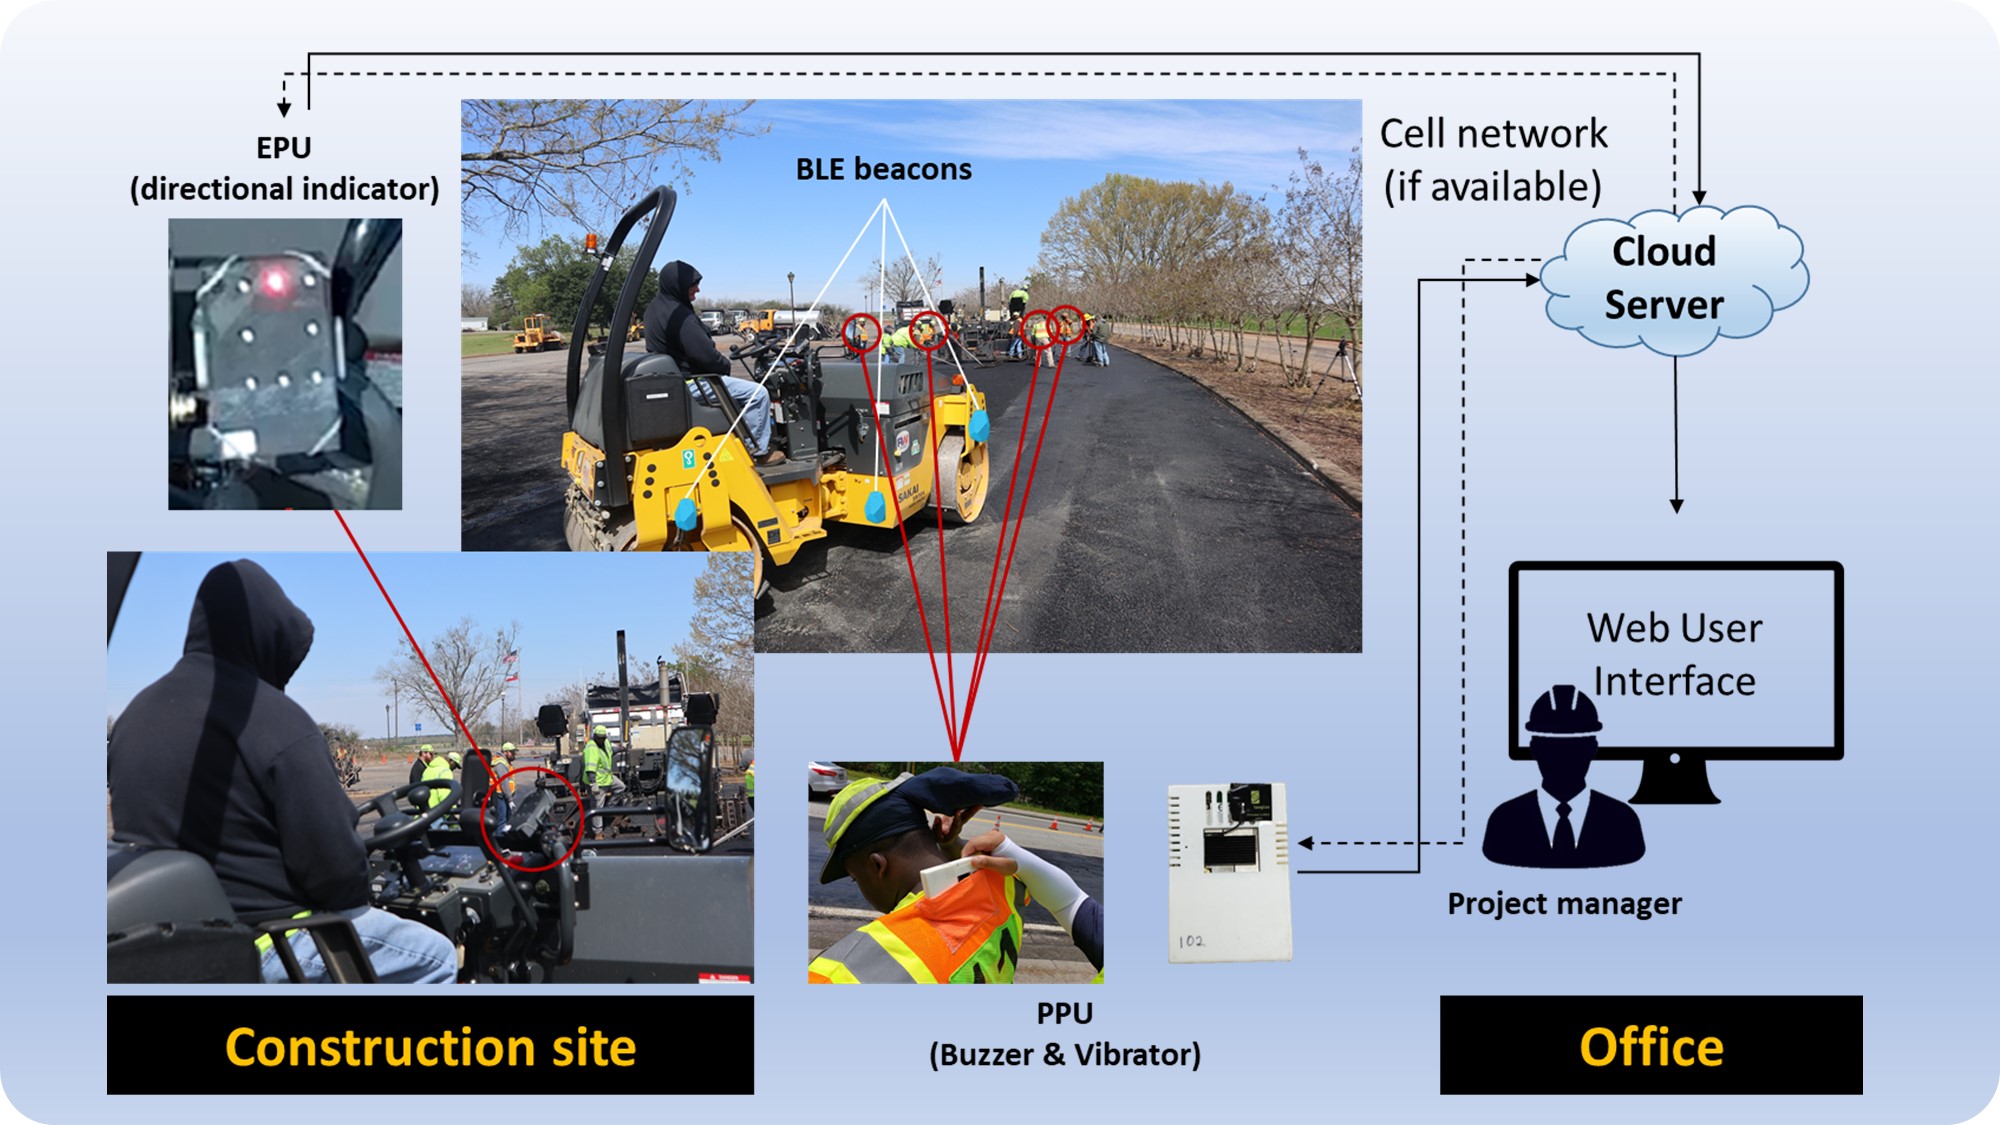 EPU
(directional indicator)
BLE beacons
Cell network
(if available)
Cloud
Server
SAKAI
Web User
Interface
Project manager
102
PPU
(Buzzer & Vibrator)
Construction site
Office